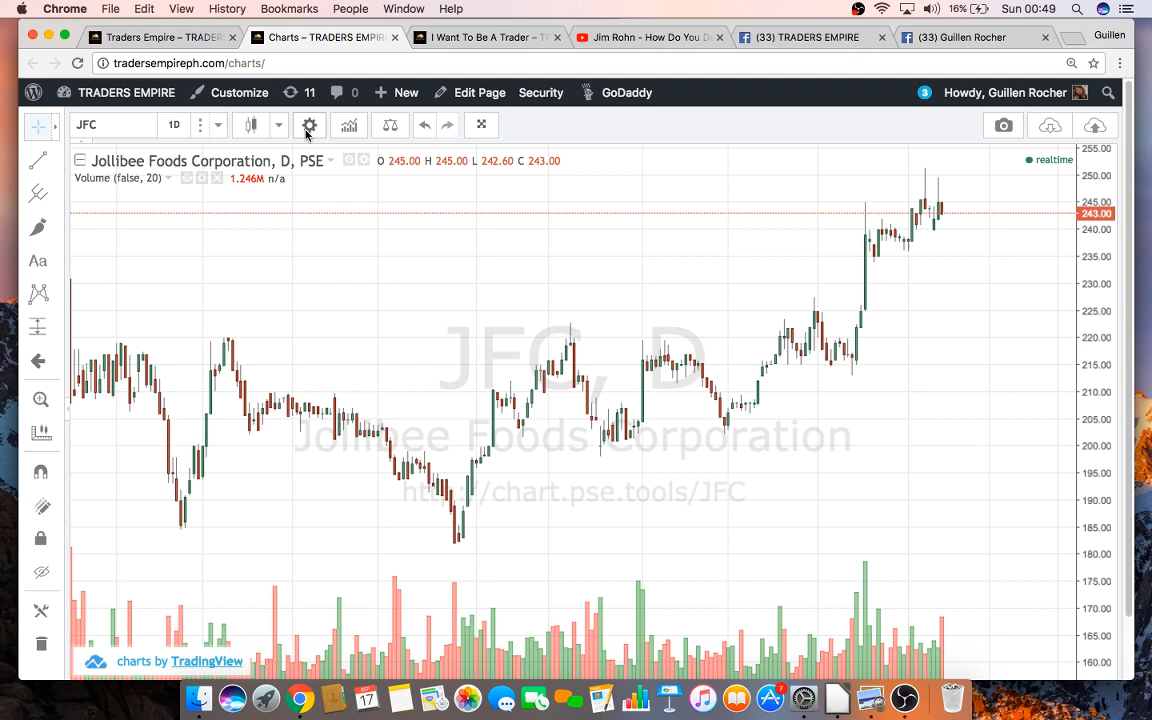 Chrome File Edit View History Bookmarks People Window Help 16% Sun 00:49
Traders Empire – TRADERS
Charts – TRADERS EMPIRE
I Want To Be A Trader – T
Jim Rohn - How Do You D
(33) TRADERS EMPIRE
(33) Guillen Rocher
Guillen
tradersempireph.com/charts/
TRADERS EMPIRE Customize 11 0 New Edit Page Security GoDaddy 3 Howdy, Guillen Rocher
JFC 1D
Jollibee Foods Corporation, D, PSE O 245.00 H 245.00 L 242.60 C 243.00 realtime
Volume (false, 20) 1.246M n/a
Aa
JFC, D
Jollibee Foods Corporation
http://chart.pse.tools/JFC
255.00
250.00
245.00
243.00
240.00
235.00
230.00
225.00
220.00
215.00
210.00
205.00
200.00
195.00
190.00
185.00
180.00
175.00
170.00
165.00
160.00
charts by TradingView
17
7